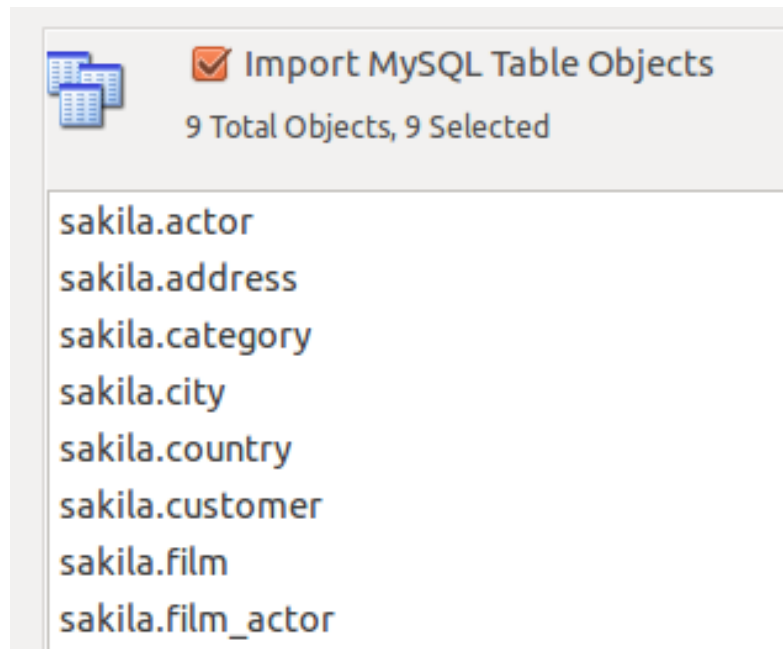 Import MySQL Table Objects
9 Total Objects, 9 Selected
sakila.actor
sakila.address
sakila.category
sakila.city
sakila.country
sakila.customer
sakila.film
sakila.film_actor